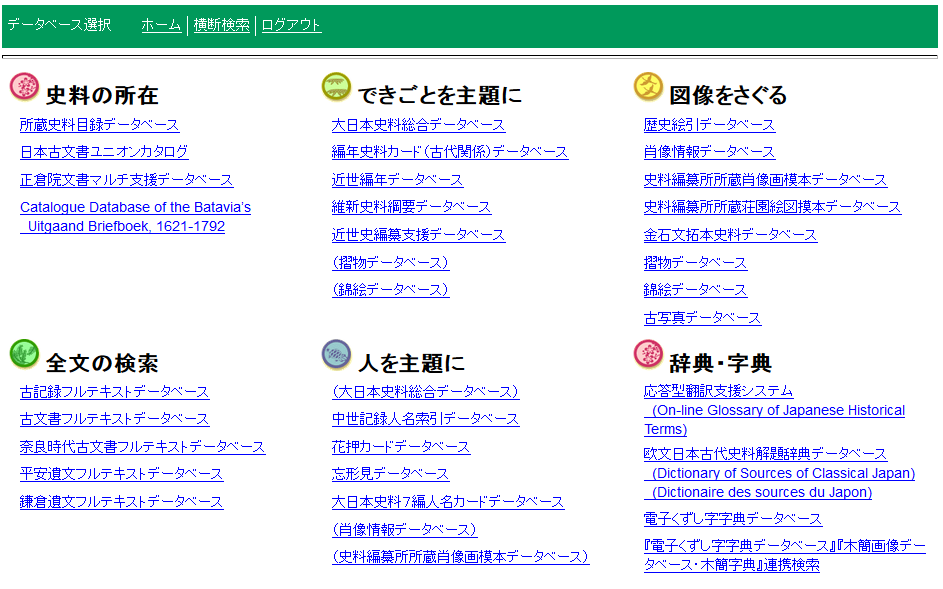 データベース選択 ホーム | 横断検索 | ログアウト
史料の所在
所蔵史料目録データベース
日本古文書ユニオンカタログ
正倉院文書マルチ支援データベース
Catalogue Database of the Batavia's
Uitgaand Briefboek, 1621-1792
できごとを主題に
大日本史料総合データベース
編年史料カード(古代関係)データベース
近世編年データベース
維新史料綱要データベース
近世史編纂支援データベース
(摺物データベース)
(錦絵データベース)
図像をさぐる
歴史絵引データベース
肖像情報データベース
史料編纂所所蔵肖像画模本データベース
史料編纂所所蔵荘園絵図摸本データベース
金石文拓本史料データベース
摺物データベース
錦絵データベース
古写真データベース
全文の検索
古記録フルテキストデータベース
古文書フルテキストデータベース
奈良時代古文書フルテキストデータベース
平安遺文フルテキストデータベース
鎌倉遺文フルテキストデータベース
人を主題に
(大日本史料総合データベース)
中世記録人名索引データベース
花押カードデータベース
忘形見データベース
大日本史料7編人名カードデータベース
(肖像情報データベース)
(史料編纂所所蔵肖像画模本データベース)
辞典・字典
応答型翻訳支援システム
(On-line Glossary of Japanese Historical
Terms)
欧文日本古代史料解題辞典データベース
(Dictionary of Sources of Classical Japan)
(Dictionaire des sources du Japon)
電子くずし字字典データベース
『電子くずし字字典データベース』『木簡画像デー
タベース・木簡字典』連携検索